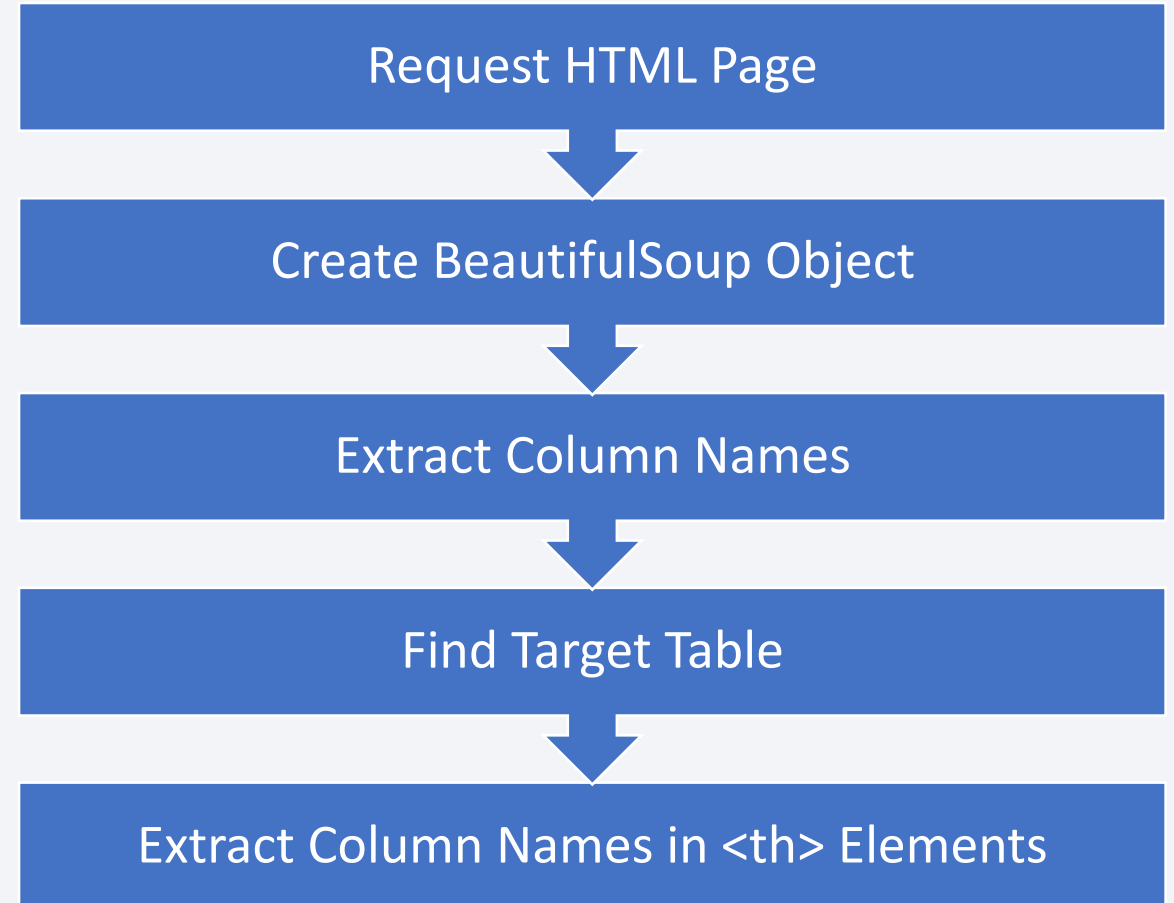 Request HTML Page
Create BeautifulSoup Object
Extract Column Names
Find Target Table
Extract Column Names in <th> Elements